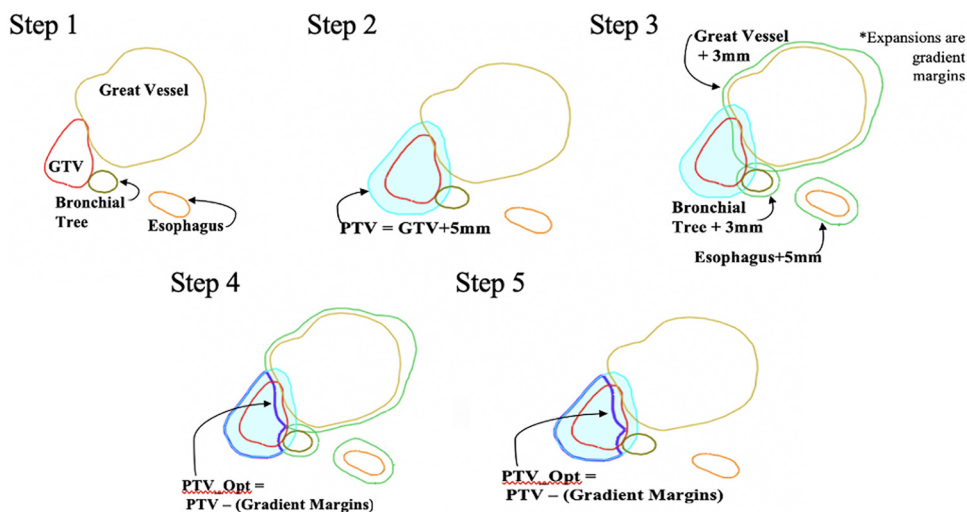 Step 1
Great Vessel
GTV
Bronchial
Tree
Esophagus
Step 2
PTV = GTV+5mm
Step 3
Great Vessel
+ 3mm
*Expansions are
gradient
margins
Bronchial
Tree + 3mm
Esophagus+5mm
Step 4
PTV_Opt =
PTV – (Gradient Margins)
Step 5
PTV_Opt =
PTV – (Gradient Margins)